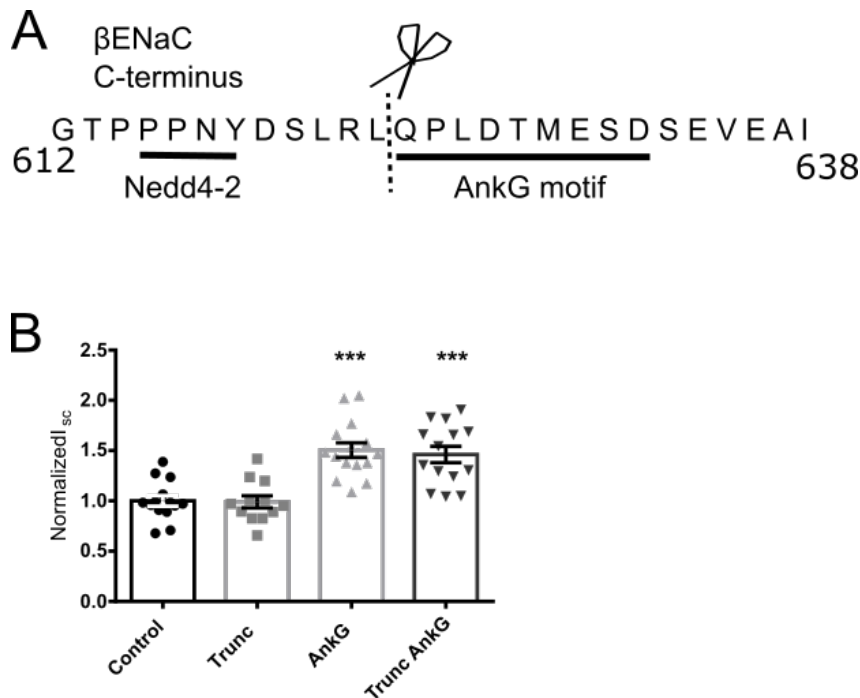 A
βENaC
C-terminus
G T P P P N Y D S L R L Q P L D T M E S D S E V E A I
612 638
Nedd4-2 AnkG motif
B
NormalizedI sc
2.5
2.0
1.5
1.0
0.5
0.0
*** ***
Control Trunc AnkG Trunc AnkG